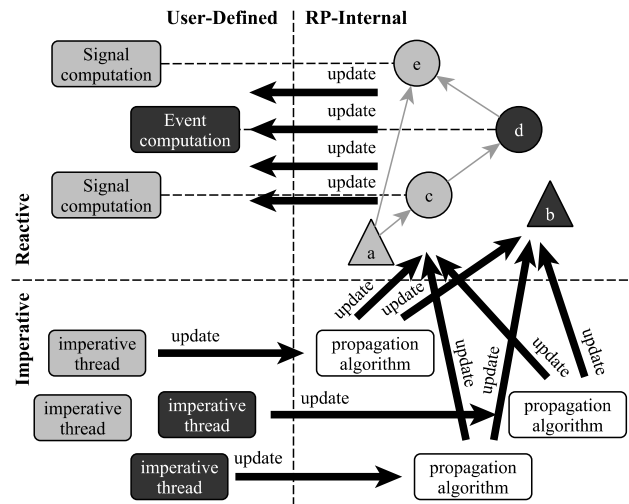 User-Defined
RP-Internal
Signal
computation
update
e
update
Event
computation
d
update
Signal
computation
update
c
b
a
Reactive
Imperative
update
update
update
update
update
update
imperative
thread
update
propagation
algorithm
imperative
thread
imperative
thread
update
propagation
algorithm
imperative
thread
update
propagation
algorithm